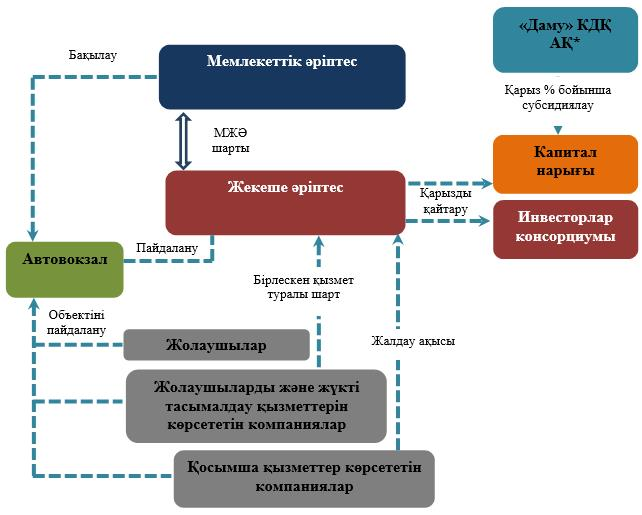 «Даму» КДҚ
АҚ*
Бақылау
Мемлекеттік әріптес
Қарыз % бойынша
субсидиялау
МЖӘ
шарты
Капитал
нарығы
Жекеше әріптес
Қарызды
қайтару
Инвесторлар
консорциумы
Автовокзал
Пайдалану
Бірлескен қызмет
туралы шарт
Объектіні
пайдалану
Жолаушылар
Жалдау ақысы
Жолаушыларды және жүкті
тасымалдау қызметтерін
көрсететін компаниялар
Қосымша қызметтер көрсететін
компаниялар